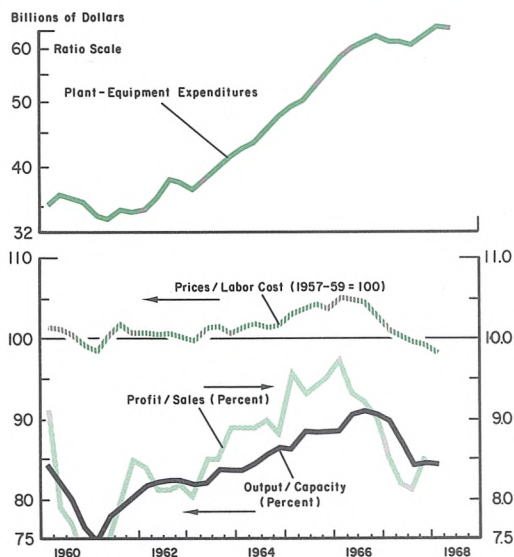 Billions of Dollars
60
Ratio Scale
Plant-Equipment Expenditures
50
40
32
110 11.0
Prices/Labor Cost (1957-59 = 100)
100 10.0
Profit/Sales (Percent)
90 9.0
Output/Capacity
(Percent)
80 8.0
75 7.5
1960 1962 1964 1966 1968